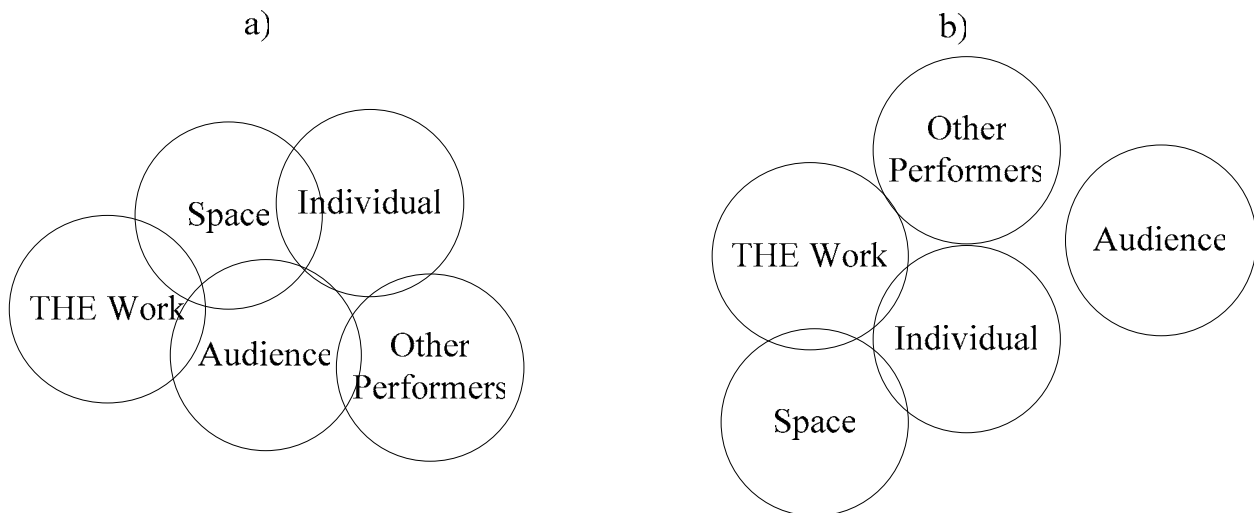 a)
Space
Individual
THE Work
Audience
Other
Performers
b)
Other
Performers
THE Work
Audience
Individual
Space